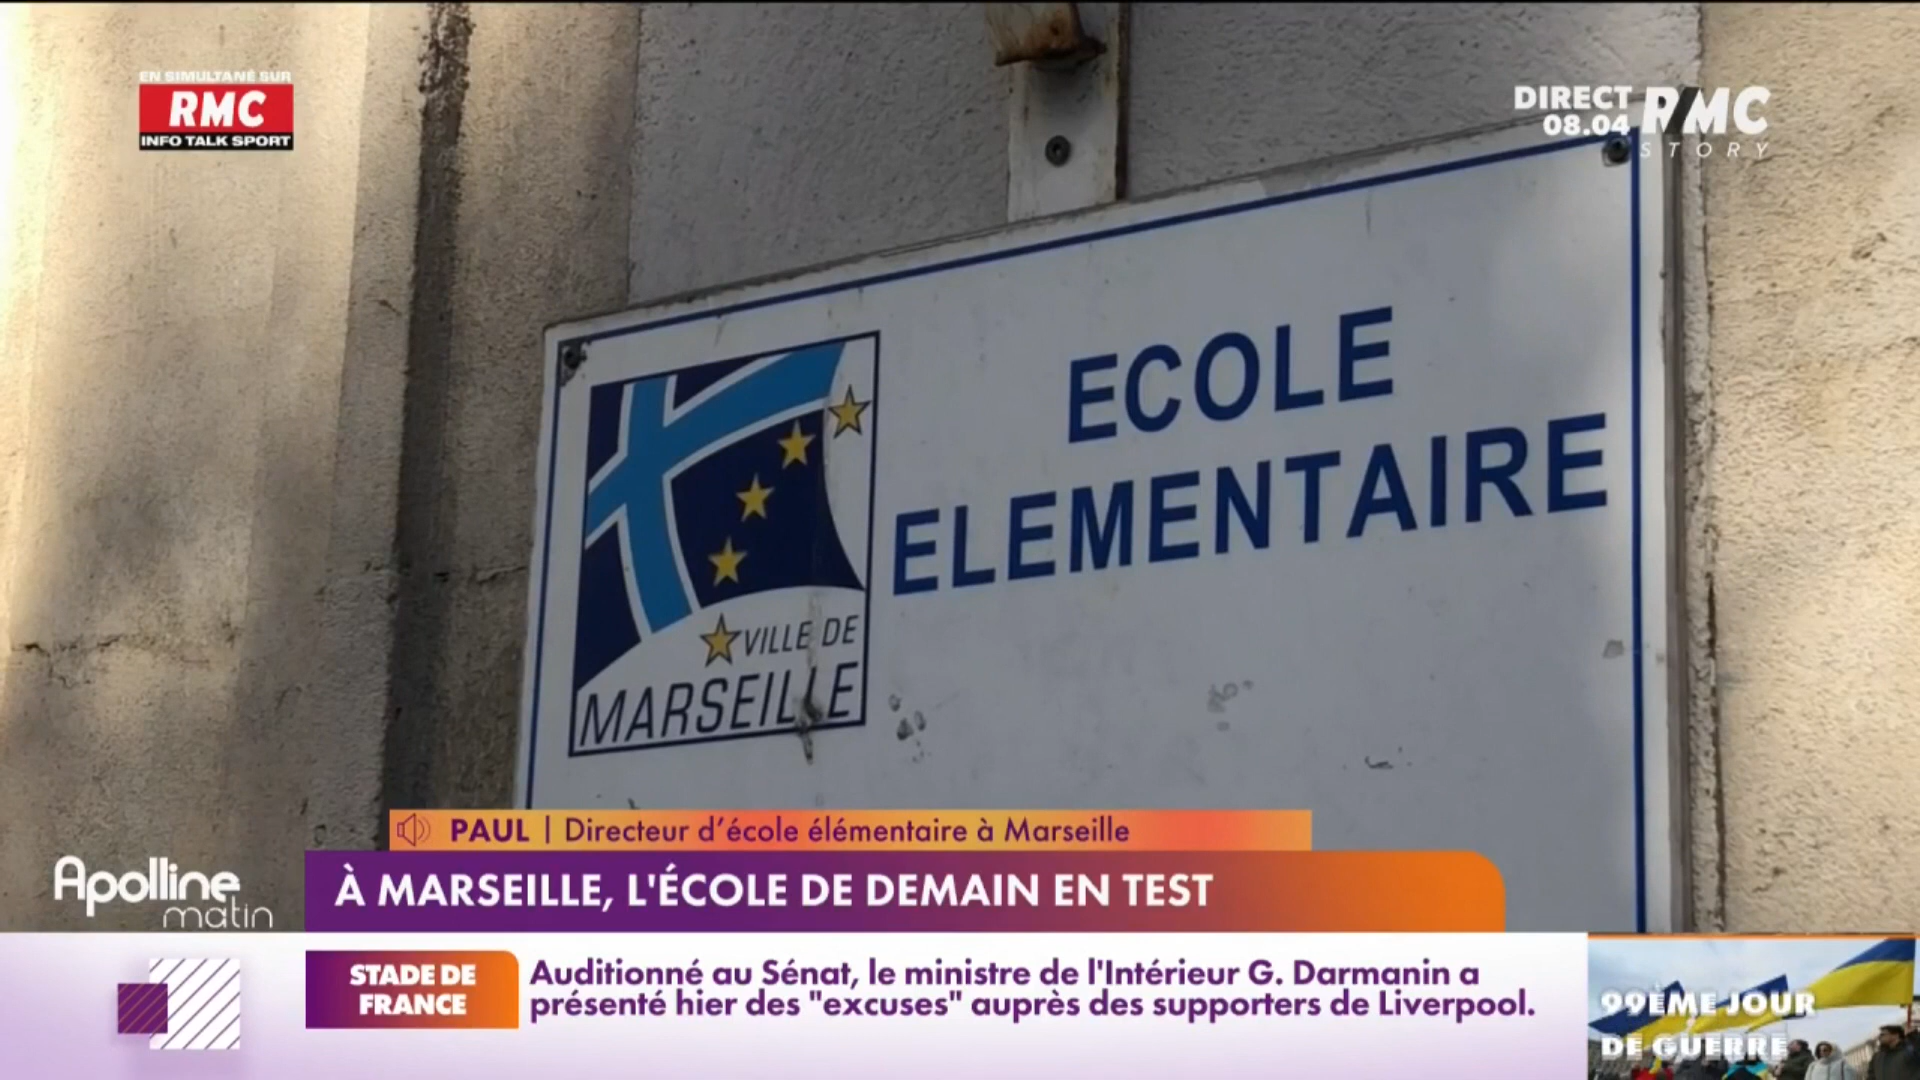 EN SIMULTANÉ SUR
RMC
INFO TALK SPORT
DIRECT
08.04
RMC
STORY
ECOLE
ELEMENTAIRE
VILLE DE
MARSEILLE
PAUL | Directeur d’école élémentaire à Marseille
À MARSEILLE, L'ÉCOLE DE DEMAIN EN TEST
Apolline
matin
STADE DE
FRANCE
Auditionné au Sénat, le ministre de l'Intérieur G. Darmanin a
présenté hier des "excuses" auprès des supporters de Liverpool.
99ÈME JOUR
DE GUERRE